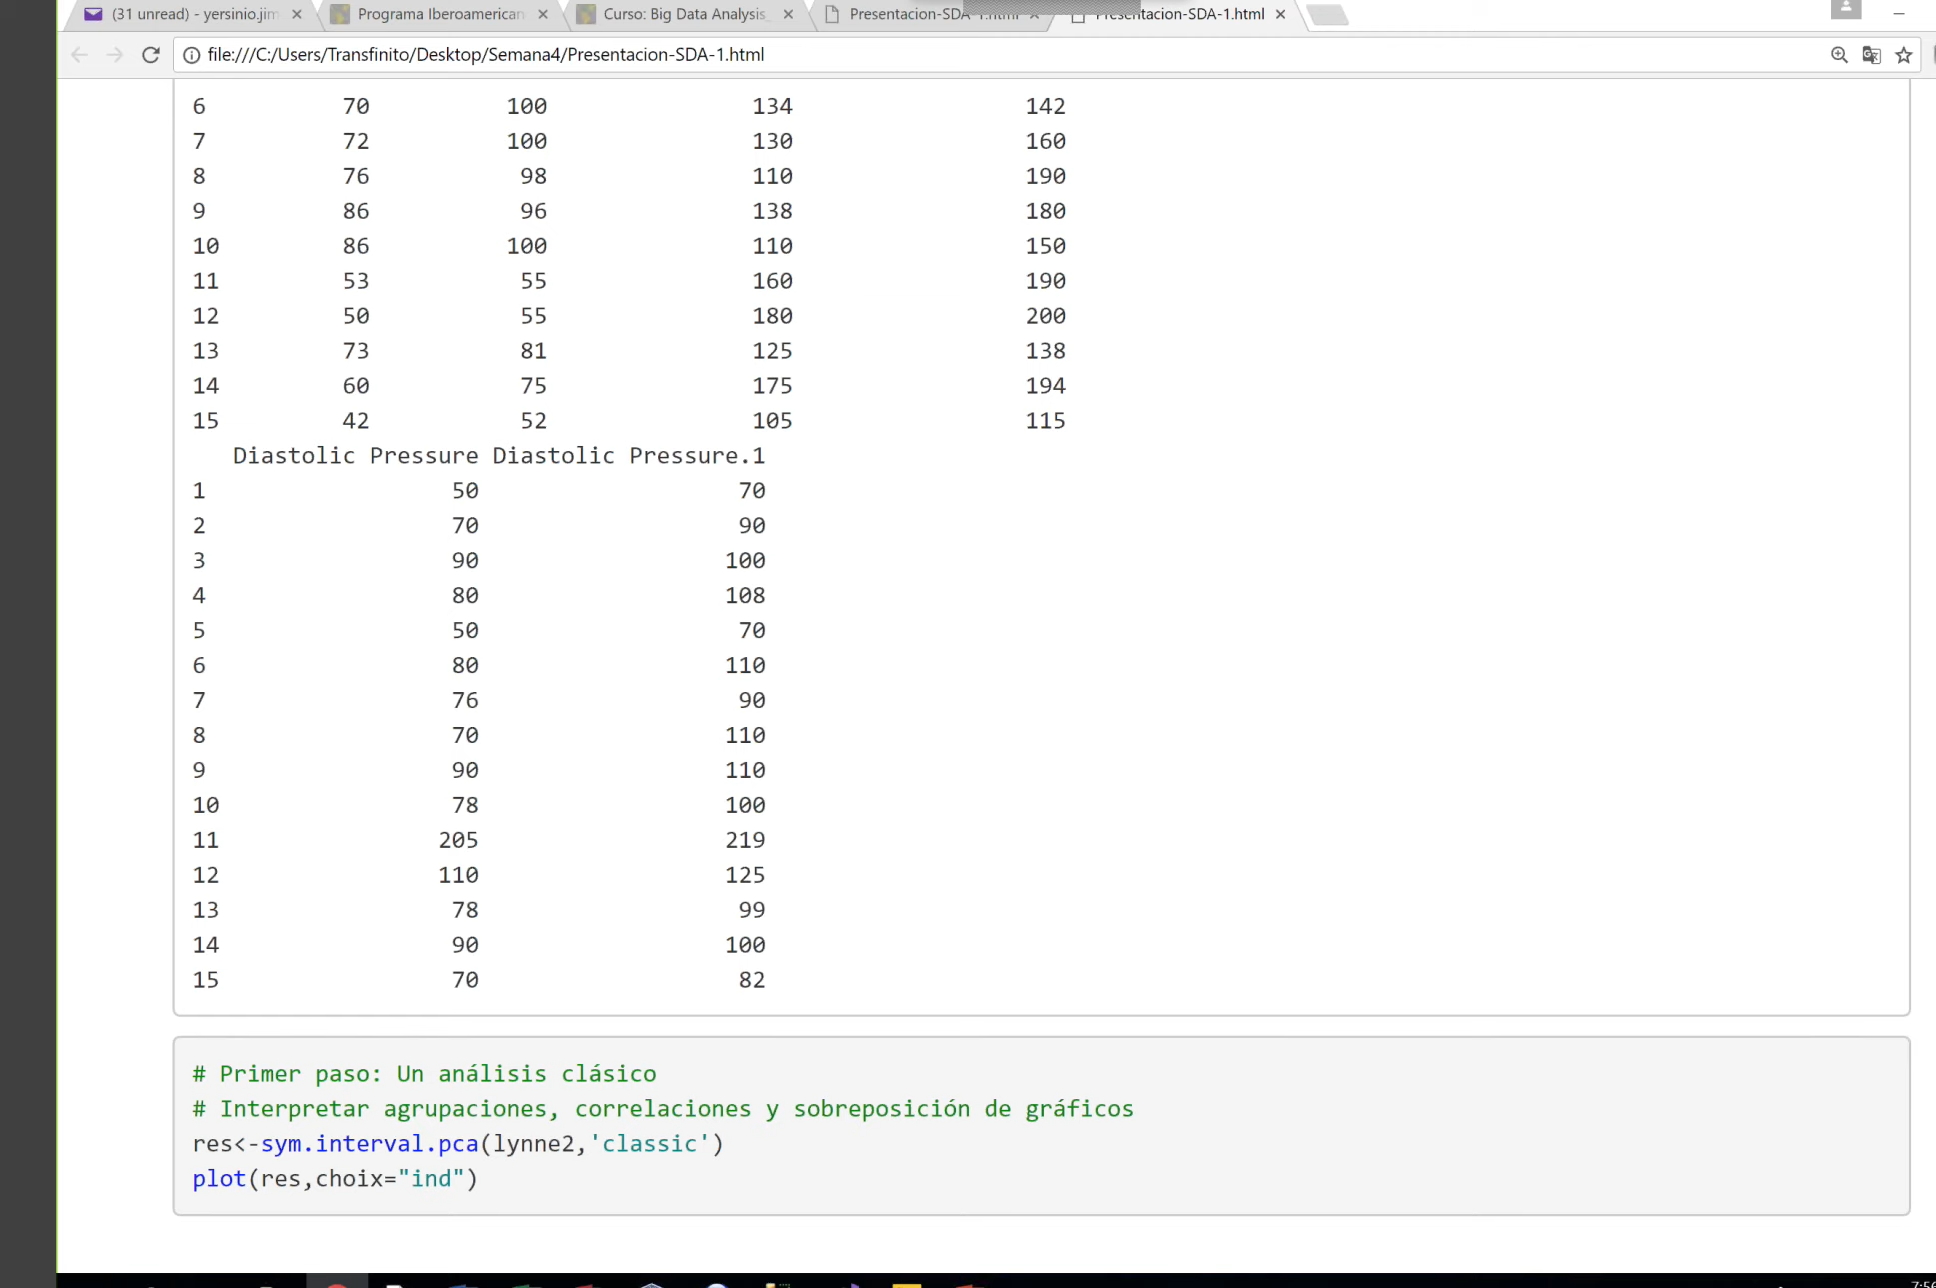 (31 unread) - yersinio.jim
Programa Iberoamerican
Curso: Big Data Analysis_
Presentacion-SDA-1.html
Presentacion-SDA-1.html
file:///C:/Users/Transfinito/Desktop/Semana4/Presentacion-SDA-1.html
6 70 100 134 142
7 72 100 130 160
8 76 98 110 190
9 86 96 138 180
10 86 100 110 150
11 53 55 160 190
12 50 55 180 200
13 73 81 125 138
14 60 75 175 194
15 42 52 105 115
Diastolic Pressure Diastolic Pressure.1
1 50 70
2 70 90
3 90 100
4 80 108
5 50 70
6 80 110
7 76 90
8 70 110
9 90 110
10 78 100
11 205 219
12 110 125
13 78 99
14 90 100
15 70 82
# Primer paso: Un análisis clásico
# Interpretar agrupaciones, correlaciones y sobreposición de gráficos
res<-sym.interval.pca(lynne2,'classic')
plot(res,choix="ind")